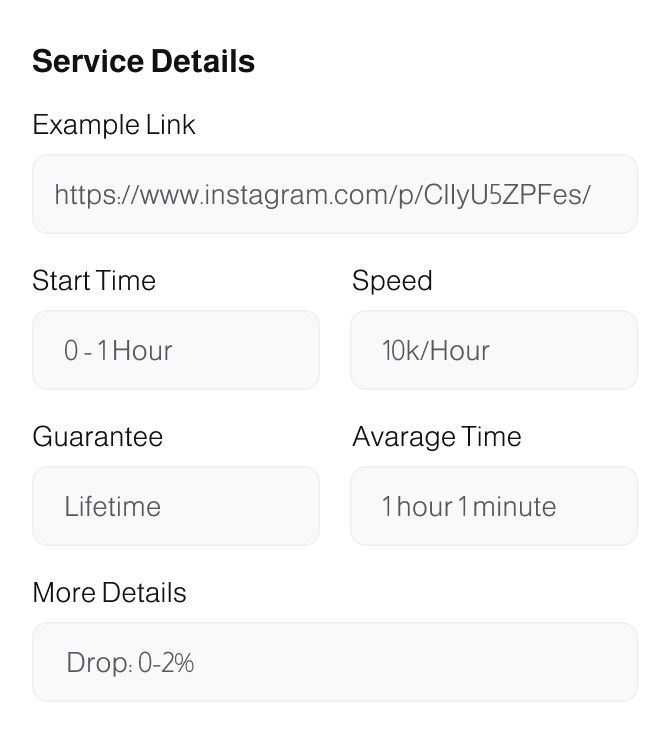 Service Details
Example Link
https://www.instagram.com/p/CIlyU5ZPFes/
Start Time
Speed
0 - 1 Hour
10k/Hour
Guarantee
Avarage Time
Lifetime
1 hour 1 minute
More Details
Drop: 0-2%